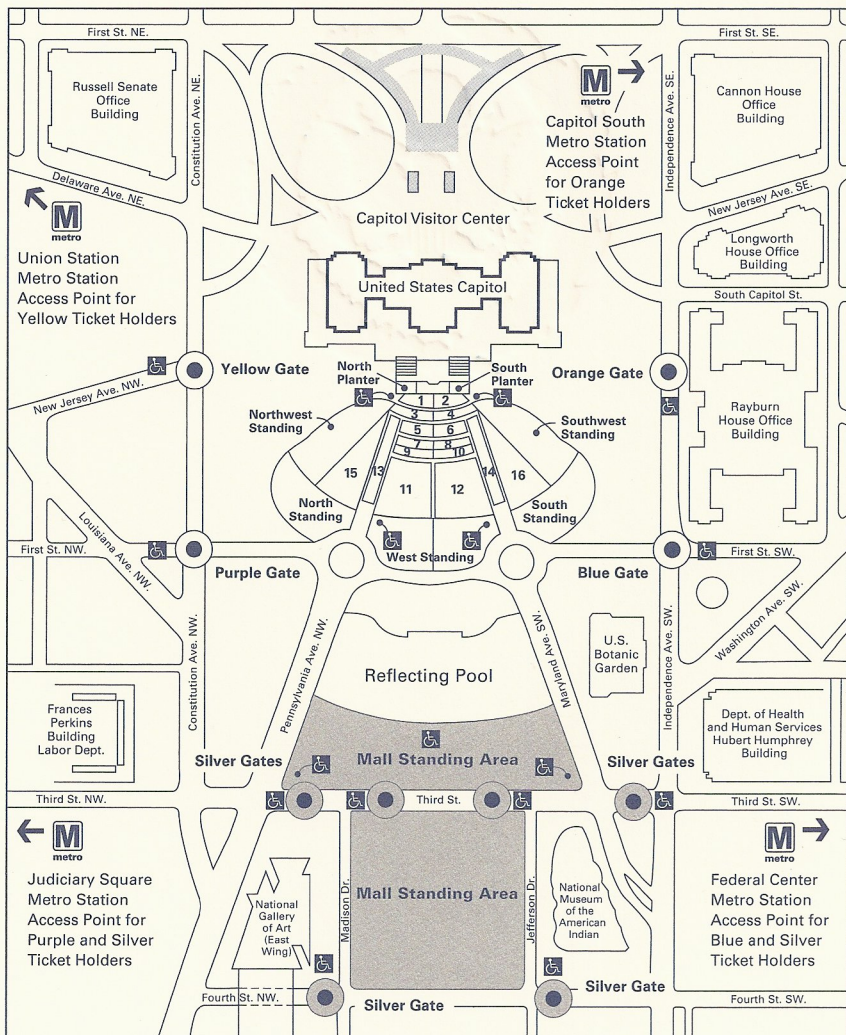 First St. NE.
First St. SE.
Russell Senate
Office
Building
Constitution Ave. NE.
Delaware Ave. NE.
M
metro
Union Station
Metro Station
Access Point for
Yellow Ticket Holders
M
metro
Capitol South
Metro Station
Access Point
for Orange
Ticket Holders
Independence Ave. SE.
Cannon House
Office
Building
New Jersey Ave. SE.
Longworth
House Office
Building
South Capitol St.
Capitol Visitor Center
United States Capitol
Yellow Gate
New Jersey Ave. NW.
North
Planter
South
Planter
Orange Gate
Rayburn
House Office
Building
Northwest
Standing
Southwest
Standing
1
2
3
4
5
6
7
8
9
10
11
12
13
14
15
16
North
Standing
South
Standing
West Standing
Louisiana Ave. NW.
First St. NW.
Purple Gate
Blue Gate
First St. SW.
Washington Ave. SW.
Constitution Ave. NW.
Pennsylvania Ave. NW.
Maryland Ave. SW.
Independence Ave. SW.
U.S.
Botanic
Garden
Reflecting Pool
Frances
Perkins
Building
Labor Dept.
Dept. of Health
and Human Services
Hubert Humphrey
Building
Silver Gates
Mall Standing Area
Silver Gates
Third St. NW.
Third St.
Third St. SW.
M
metro
Judiciary Square
Metro Station
Access Point for
Purple and Silver
Ticket Holders
National
Gallery
of Art
(East
Wing)
Madison Dr.
Mall Standing Area
Jefferson Dr.
National
Museum
of the
American
Indian
M
metro
Federal Center
Metro Station
Access Point for
Blue and Silver
Ticket Holders
Fourth St. NW.
Silver Gate
Silver Gate
Fourth St. SW.